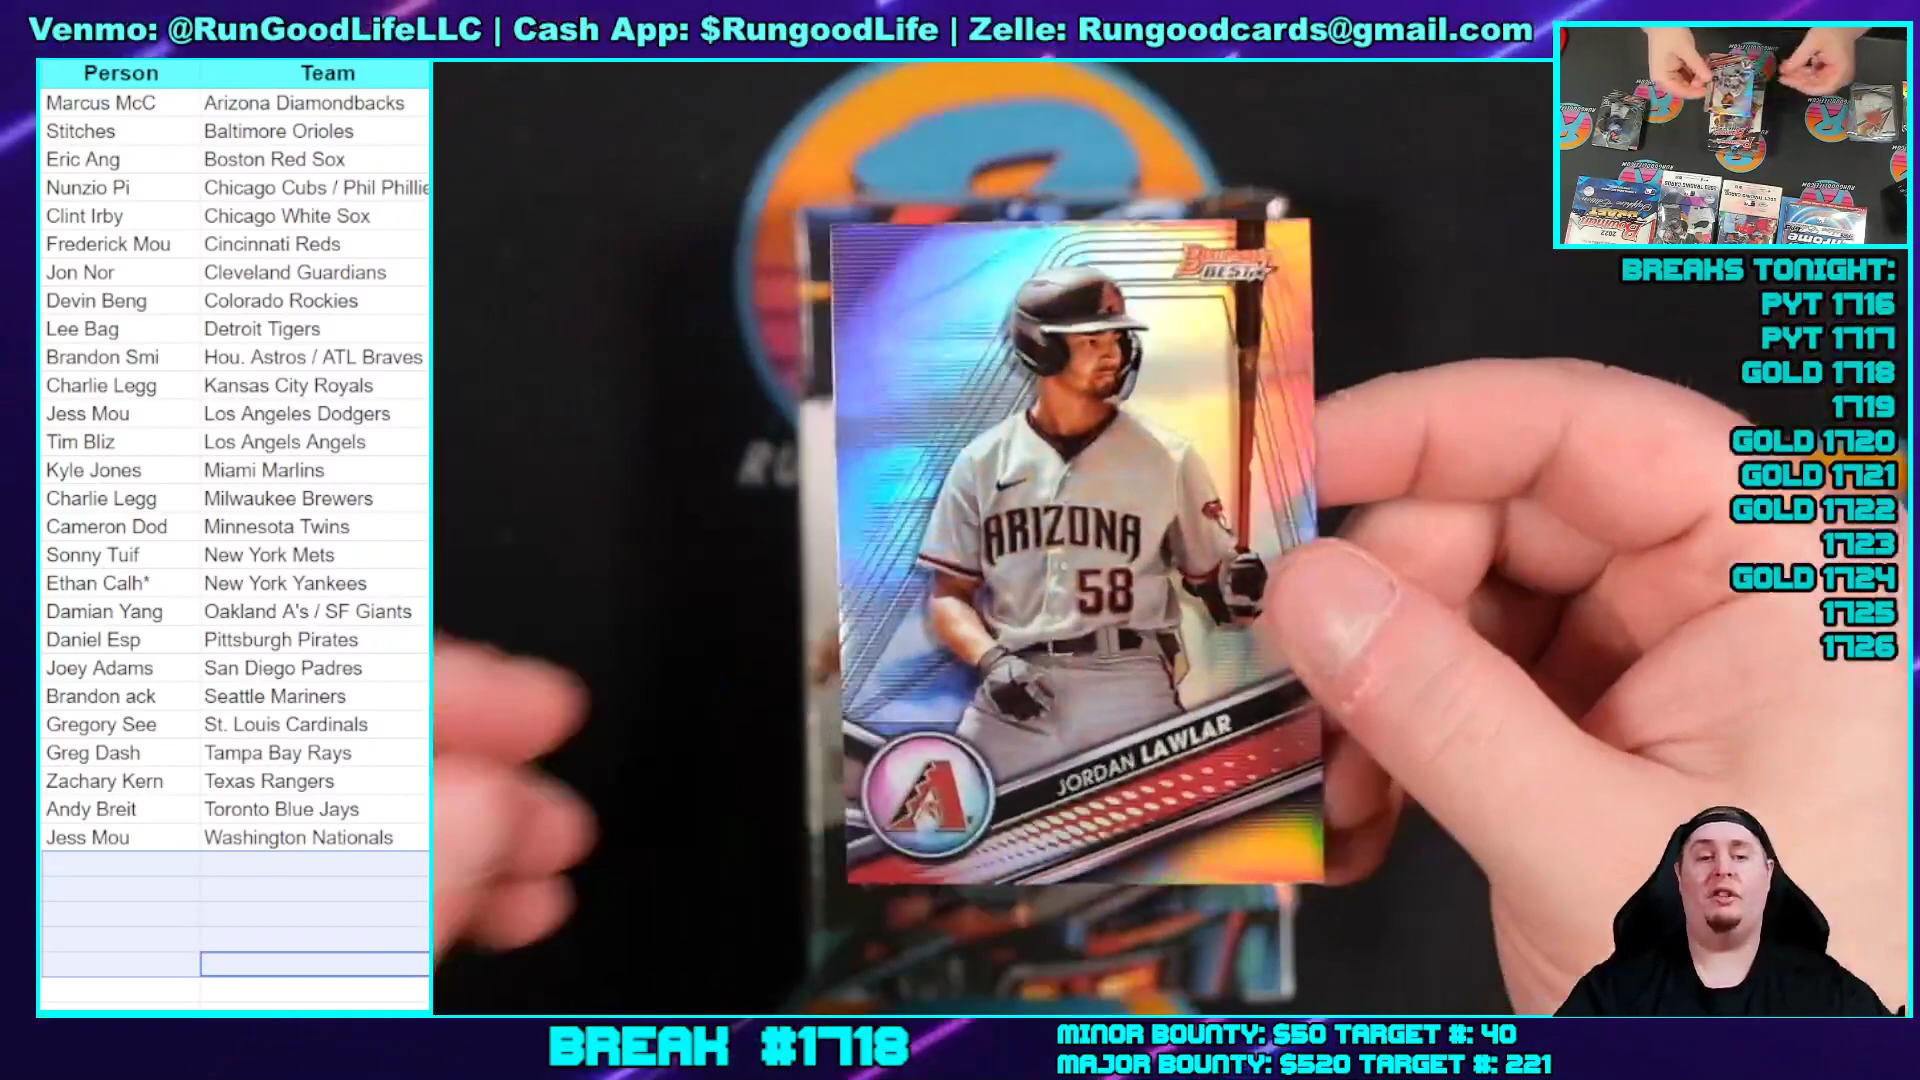 Venmo: @RunGoodLifeLLC | Cash App: $RungoodLife | Zelle: Rungoodcards@gmail.com
Person Team
Marcus McC Arizona Diamondbacks
Stitches Baltimore Orioles
Eric Ang Boston Red Sox
Nunzio Pi Chicago Cubs / Phil Phillie
Clint Irby Chicago White Sox
Frederick Mou Cincinnati Reds
Jon Nor Cleveland Guardians
Devin Beng Colorado Rockies
Lee Bag Detroit Tigers
Brandon Smi Hou. Astros / ATL Braves
Charlie Legg Kansas City Royals
Jess Mou Los Angeles Dodgers
Tim Bliz Los Angels Angels
Kyle Jones Miami Marlins
Charlie Legg Milwaukee Brewers
Cameron Dod Minnesota Twins
Sonny Tuif New York Mets
Ethan Calh* New York Yankees
Damian Yang Oakland A's / SF Giants
Daniel Esp Pittsburgh Pirates
Joey Adams San Diego Padres
Brandon ack Seattle Mariners
Gregory See St. Louis Cardinals
Greg Dash Tampa Bay Rays
Zachary Kern Texas Rangers
Andy Breit Toronto Blue Jays
Jess Mou Washington Nationals
BOWMAN'S
BEST
ARIZONA
58
JORDAN LAWLAR
BREAKS TONIGHT:
PYT 1716
PYT 1717
GOLD 1718
1719
GOLD 1720
GOLD 1721
GOLD 1722
1723
GOLD 1724
1725
1726
BREAK #1718
MINOR BOUNTY: $50 TARGET #: 40
MAJOR BOUNTY: $520 TARGET #: 221